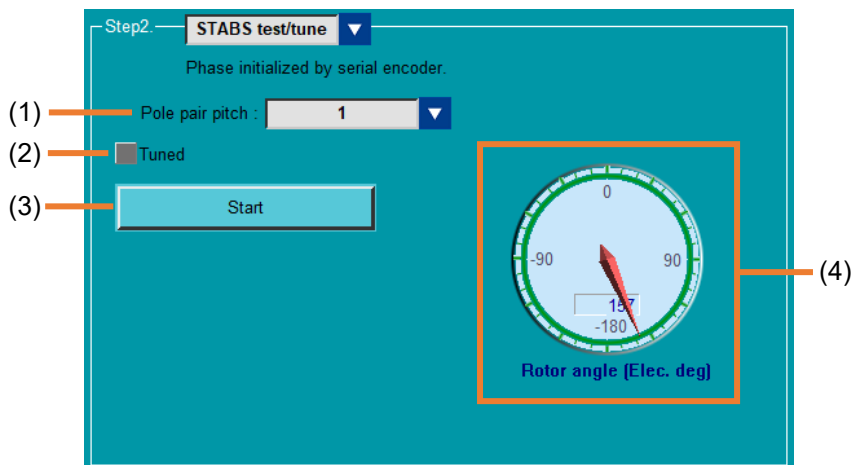 Step2.
STABS test/tune
Phase initialized by serial encoder.
(1)
Pole pair pitch :
1
(2)
Tuned
(3)
Start
0
-90
90
157
-180
Rotor angle (Elec. deg)
(4)